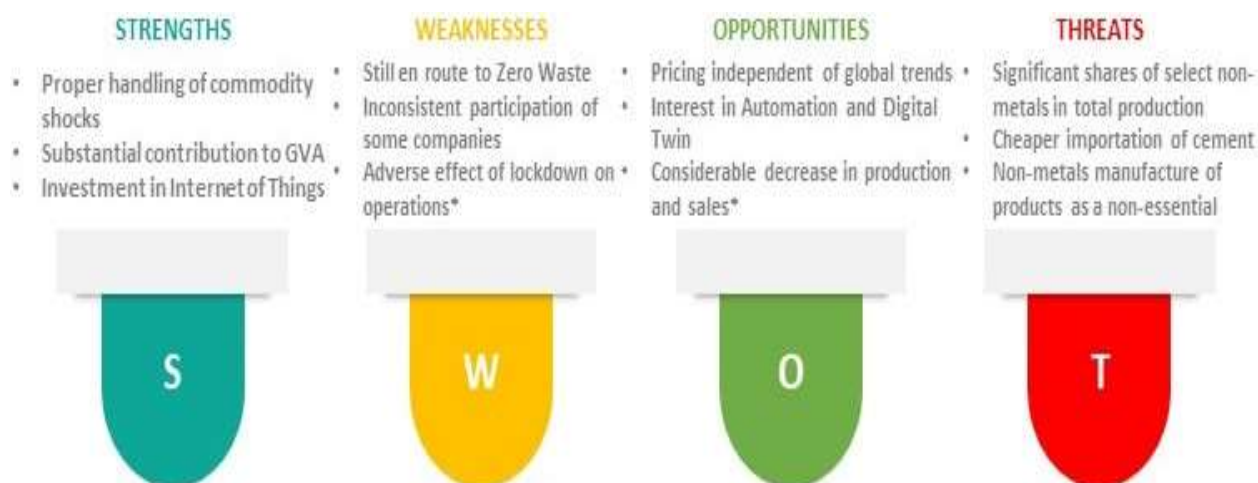 STRENGTHS
• Proper handling of commodity
shocks
• Substantial contribution to GVA
• Investment in Internet of Things
WEAKNESSES
• Still en route to Zero Waste
• Inconsistent participation of
some companies
• Adverse effect of lockdown on
operations*
OPPORTUNITIES
• Pricing independent of global trends
• Interest in Automation and Digital
Twin
• Considerable decrease in production
and sales*
THREATS
• Significant shares of select non-
metals in total production
• Cheaper importation of cement
• Non-metals manufacture of
products as a non-essential
S
W
O
T